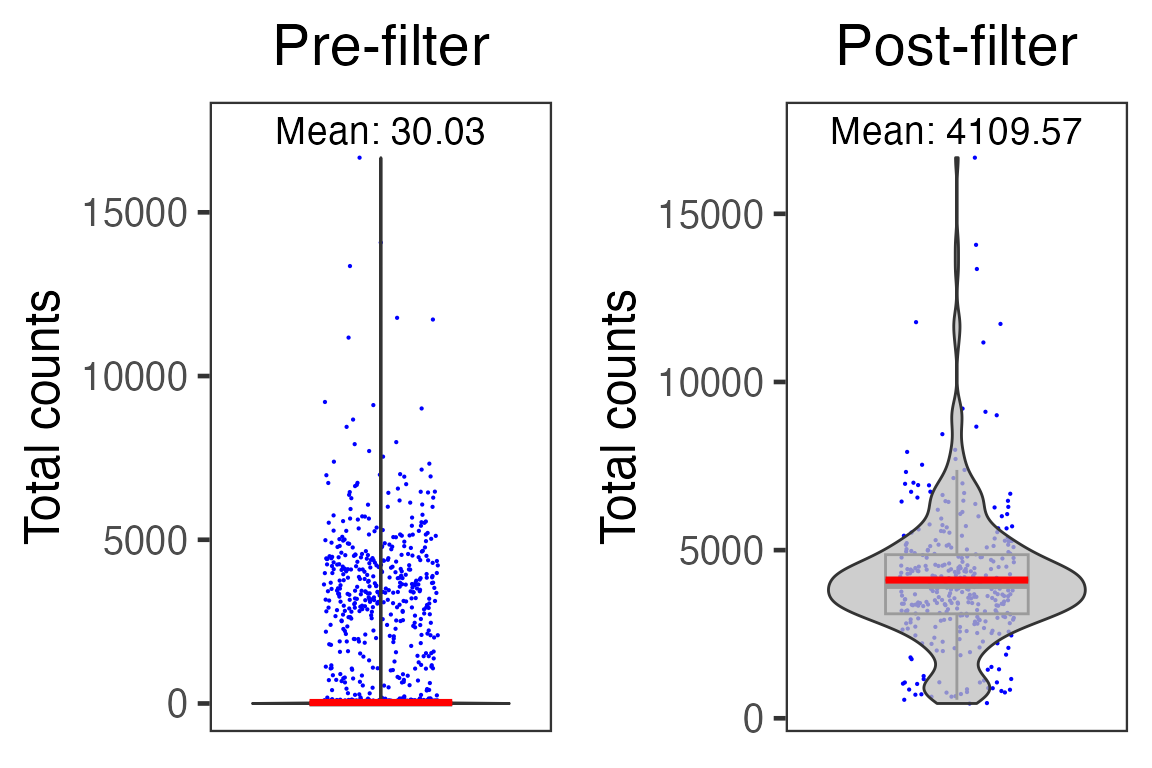 Pre-filter
Mean: 30.03
15000
10000
5000
0
Total counts
Post-filter
Mean: 4109.57
15000
10000
5000
0
Total counts